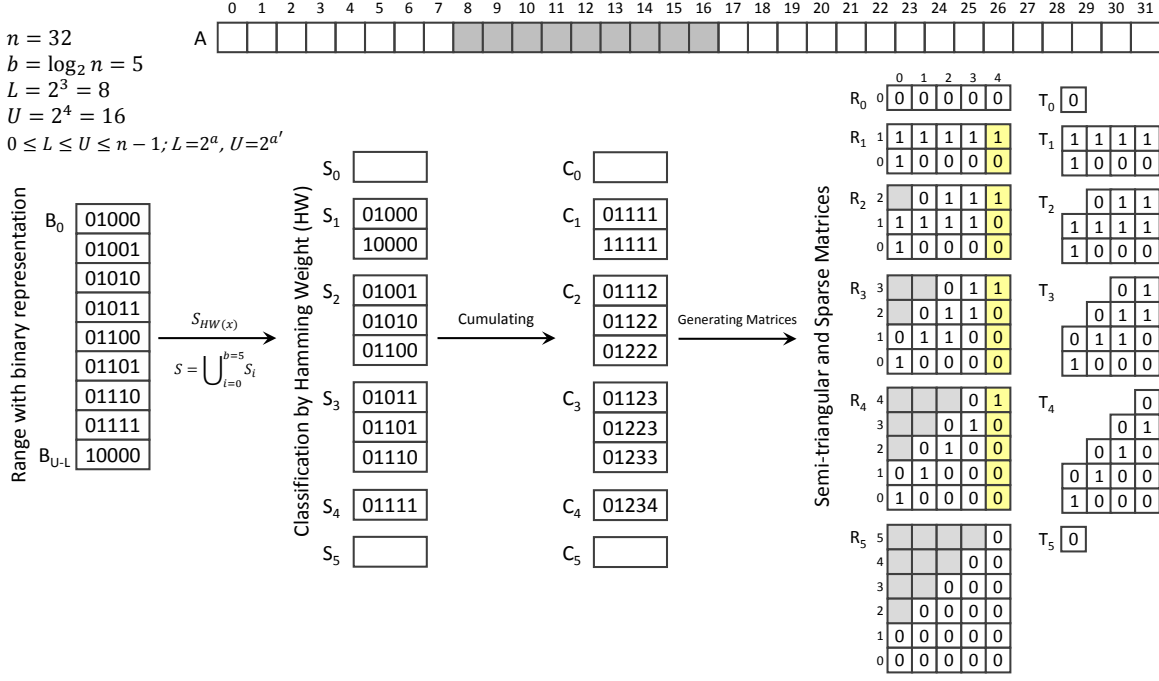 0 1 2 3 4 5 6 7 8 9 10 11 12 13 14 15 16 17 18 19 20 21 22 23 24 25 26 27 28 29 30 31
A
n = 32
b = log₂ n = 5
L = 2³ = 8
U = 2⁴ = 16
0 ≤ L ≤ U ≤ n − 1; L=2ᵃ, U=2ᵃ′
Range with binary representation
B₀ 01000
01001
01010
01011
01100
01101
01110
01111
B_{U-L} 10000
S_{HW(x)}
S = ⋃_{i=0}^{b=5} S_i
Classification by Hamming Weight (HW)
S₀
S₁ 01000
10000
S₂ 01001
01010
01100
S₃ 01011
01101
01110
S₄ 01111
S₅
Cumulating
C₀
C₁ 01111
11111
C₂ 01112
01122
01222
C₃ 01123
01223
01233
C₄ 01234
C₅
Generating Matrices
Semi-triangular and Sparse Matrices
0 1 2 3 4
R₀ 0 0 0 0 0 0
R₁ 1 1 1 1 1 1
0 1 0 0 0 0
R₂ 2 0 1 1 1
1 1 1 1 1 0
0 1 0 0 0 0
R₃ 3 0 1 1
2 0 1 1 0
1 0 1 1 0 0
0 1 0 0 0 0
R₄ 4 0 1
3 0 1 0
2 0 1 0 0
1 0 1 0 0 0
0 1 0 0 0 0
R₅ 5 0
4 0 0
3 0 0 0
2 0 0 0 0
1 0 0 0 0 0
0 0 0 0 0 0
T₀ 0
T₁ 1 1 1 1
1 0 0 0
T₂ 0 1 1
1 1 1 1
1 0 0 0
T₃ 0 1
0 1 1
0 1 1 0
1 0 0 0
T₄ 0
0 1
0 1 0
0 1 0 0
1 0 0 0
T₅ 0